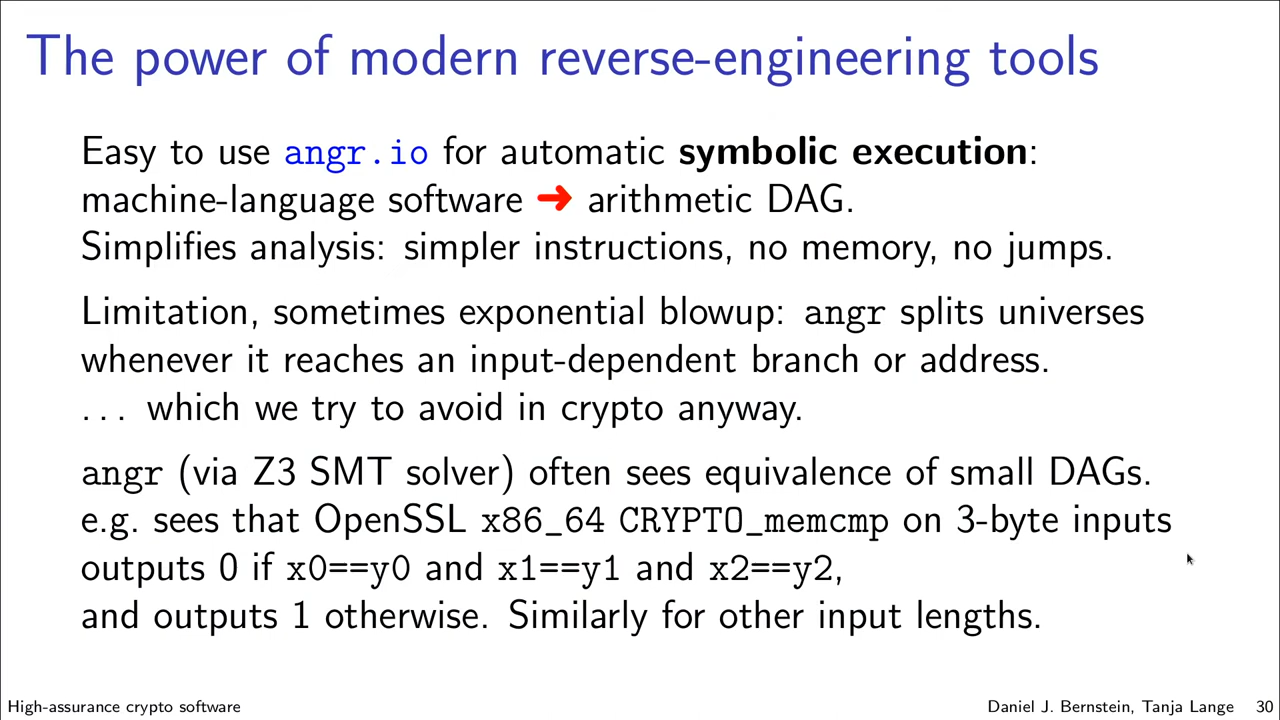 The power of modern reverse-engineering tools
Easy to use angr.io for automatic symbolic execution:
machine-language software ➜ arithmetic DAG.
Simplifies analysis: simpler instructions, no memory, no jumps.
Limitation, sometimes exponential blowup: angr splits universes
whenever it reaches an input-dependent branch or address.
... which we try to avoid in crypto anyway.
angr (via Z3 SMT solver) often sees equivalence of small DAGs.
e.g. sees that OpenSSL x86_64 CRYPTO_memcmp on 3-byte inputs
outputs 0 if x0==y0 and x1==y1 and x2==y2,
and outputs 1 otherwise. Similarly for other input lengths.
High-assurance crypto software
Daniel J. Bernstein, Tanja Lange 30